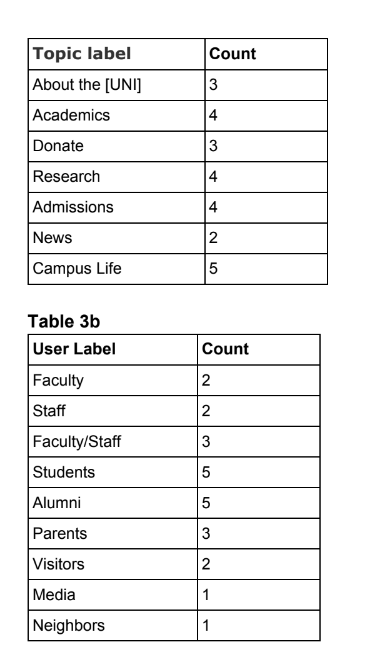 Topic label Count
About the [UNI] 3
Academics 4
Donate 3
Research 4
Admissions 4
News 2
Campus Life 5
Table 3b
User Label Count
Faculty 2
Staff 2
Faculty/Staff 3
Students 5
Alumni 5
Parents 3
Visitors 2
Media 1
Neighbors 1